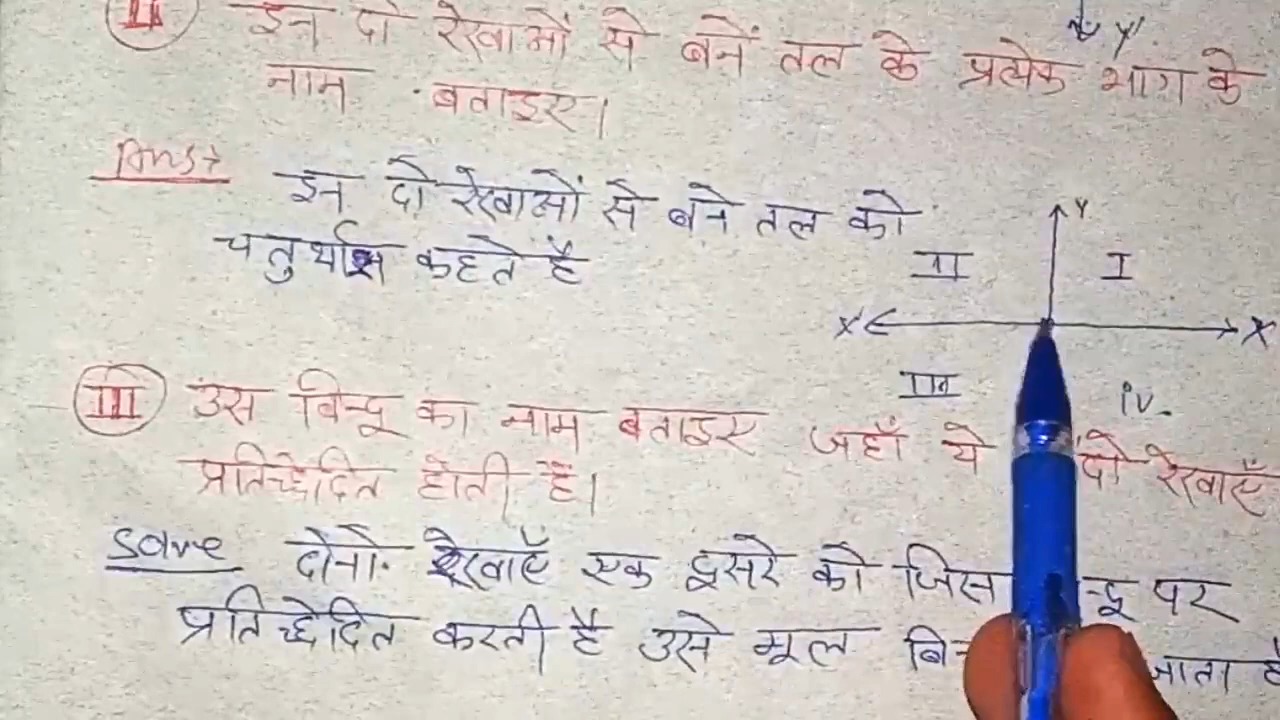 Y'
II इन दो रेखाओं से बनें तल के प्रत्येक भाग के
नाम बताइए।
Ans→ इन दो रेखाओं से बने तल को
चतुर्थांस कहते है
Y
II I
X' X
III iv.
III उस विन्दू का नाम बताइए जहाँ ये दो रेखाएँ
प्रतिच्छेदित होती है।
Solve दोनो रेखाएँ एक दूसरे को जिस पर
प्रतिच्छेदित करती है उसे मूल जाता है